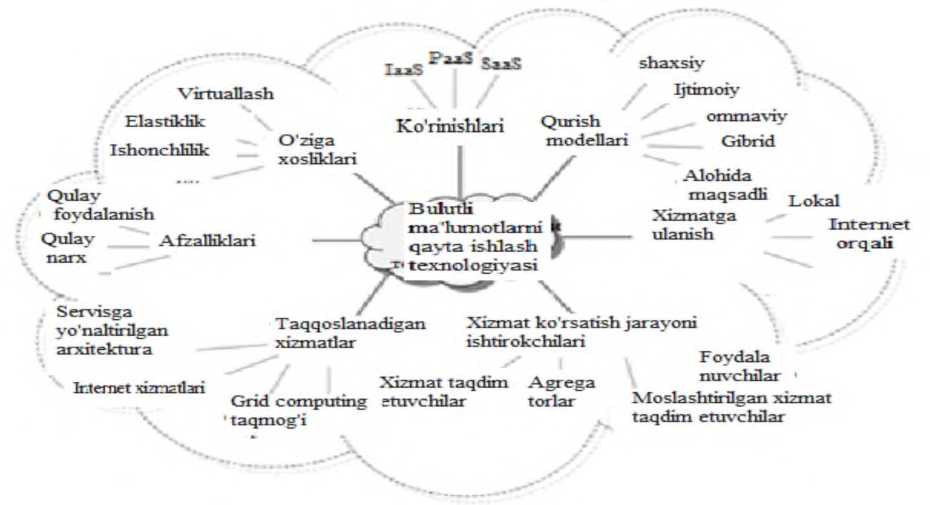 IaaS
PaaS
SaaS
Ko'rinishlari
shaxsiy
Ijtimoiy
ommaviy
Gibrid
Alohida
maqsadli
Qurish
modellari
Virtuallash
Elastiklik
Ishonchlilik
...
O'ziga
xosliklari
Qulay
foydalanish
Qulay
narx
Afzalliklari
Bulutli
ma'lumotlarni
qayta ishlash
texnologiyasi
Xizmatga
ulanish
Lokal
Internet
orqali
Servisga
yo'naltirilgan
arxitektura
Internet xizmatlari
Grid computing
taqmog'i
Taqqoslanadigan
xizmatlar
Xizmat ko'rsatish jarayoni
ishtirokchilari
Xizmat taqdim
etuvchilar
Agrega
torlar
Foydala
nuvchilar
Moslashtirilgan xizmat
taqdim etuvchilar